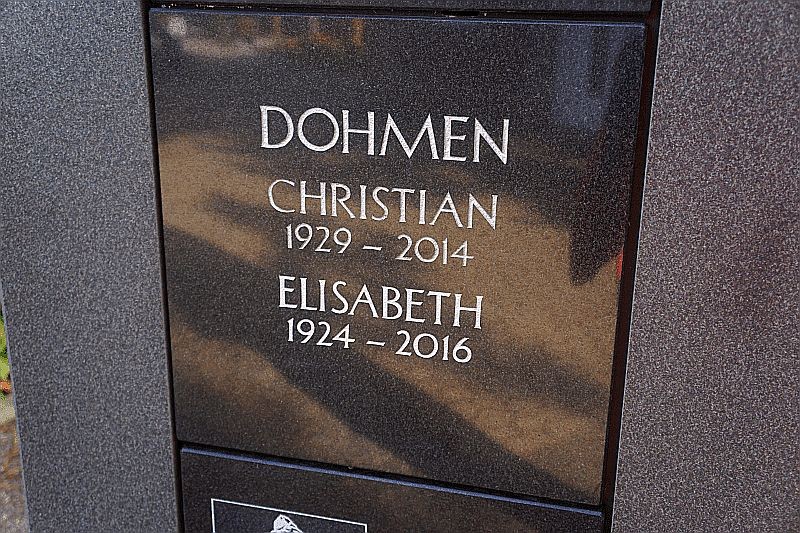 DOHMEN
CHRISTIAN
1929 – 2014
ELISABETH
1924 – 2016